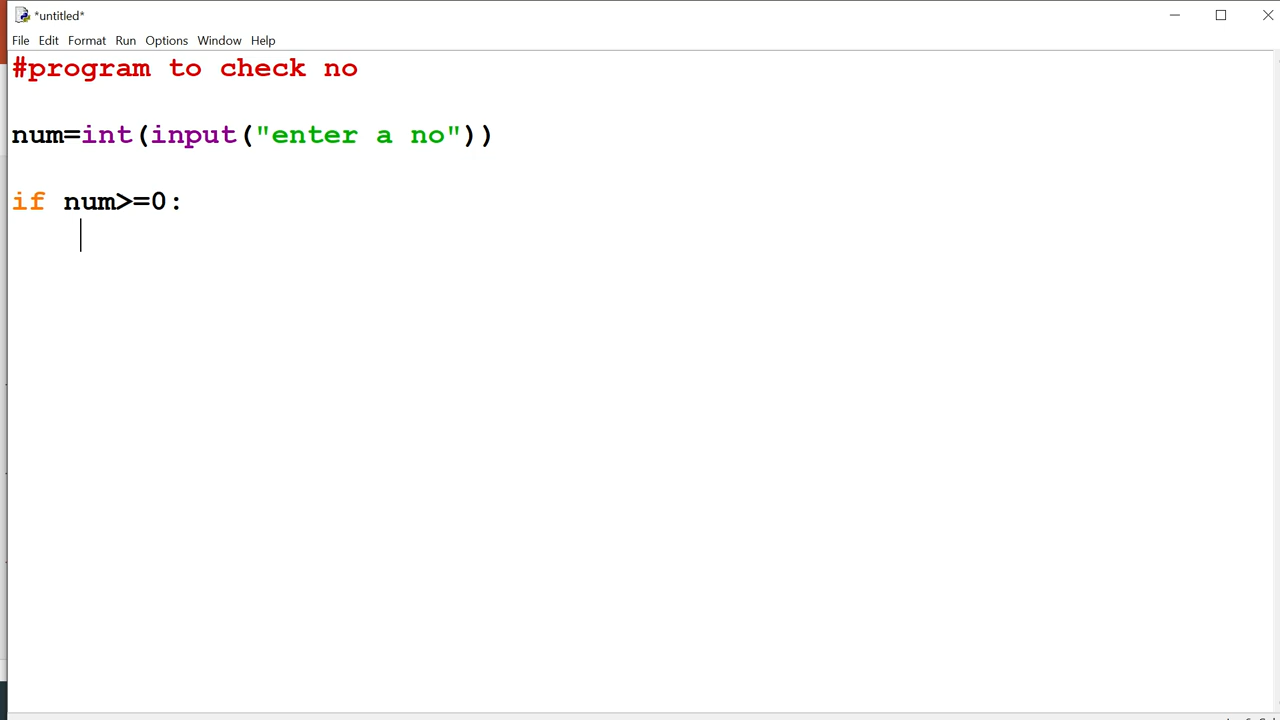 *untitled*
File Edit Format Run Options Window Help
#program to check no
num=int(input("enter a no"))
if num>=0: